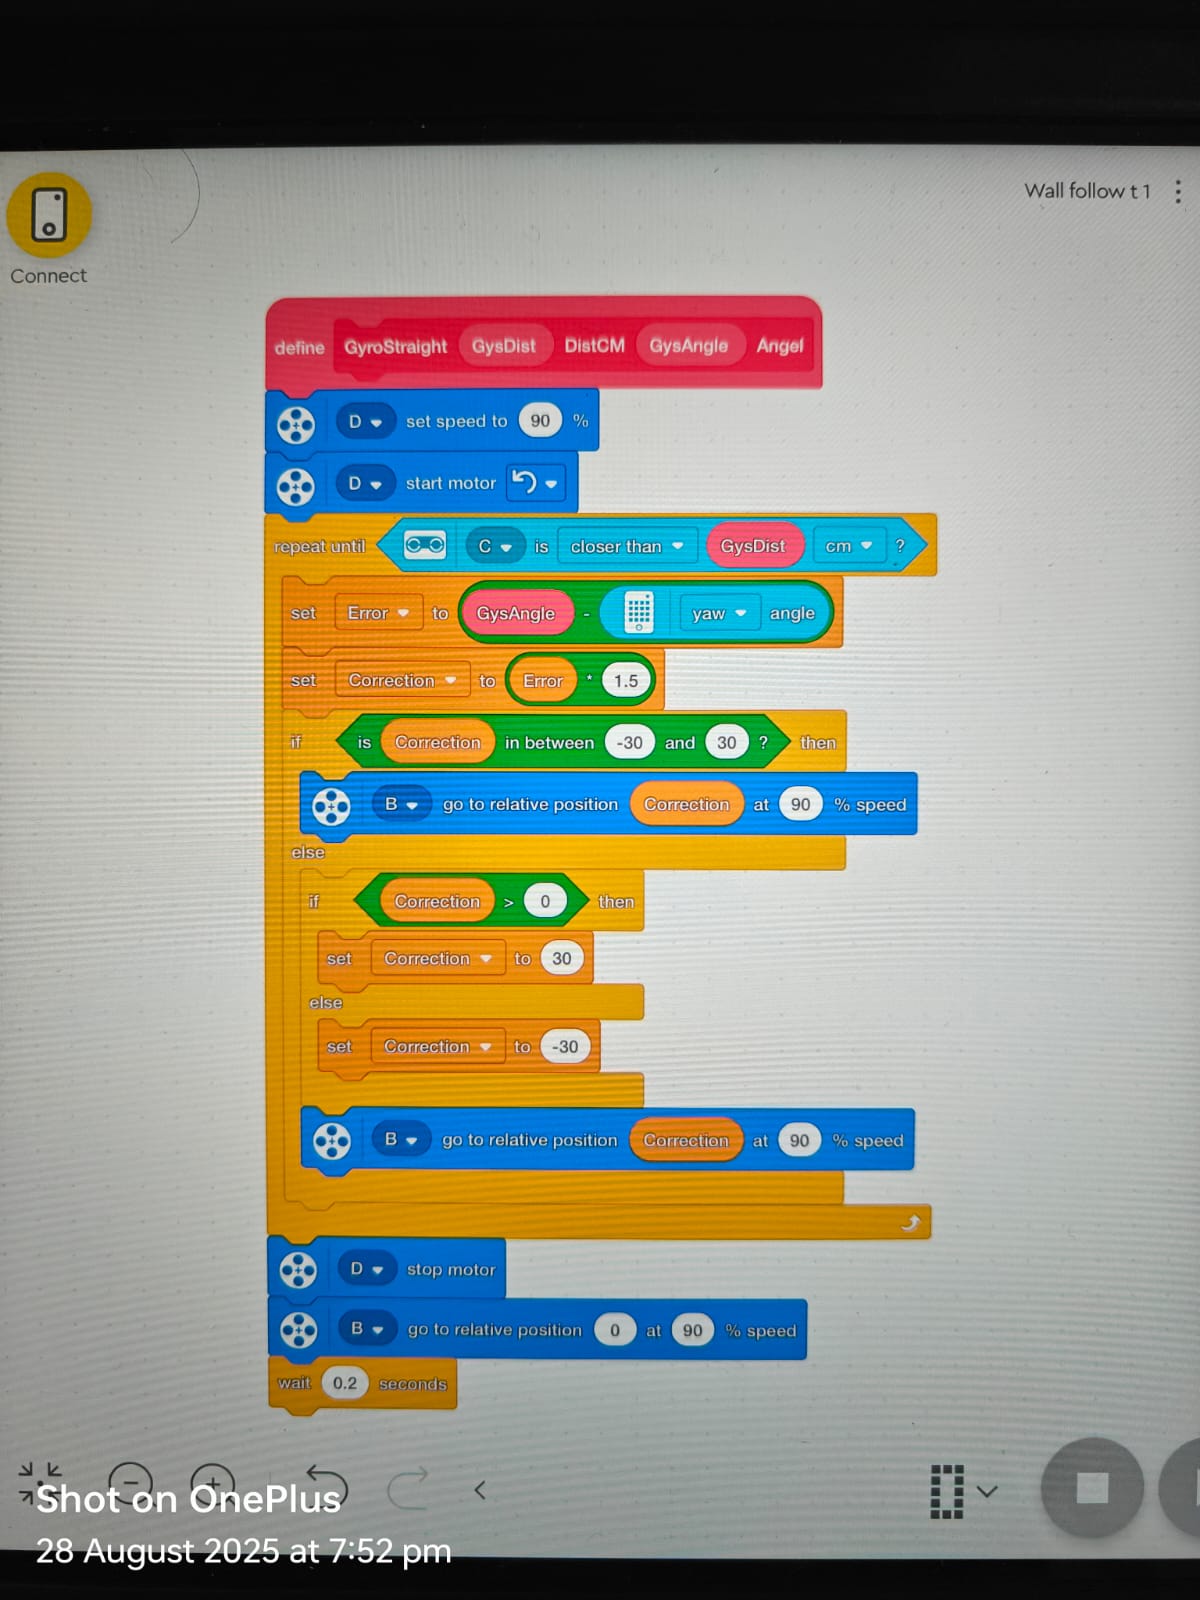 Wall follow t 1
Connect
define GyroStraight GysDist DistCM GysAngle Angel
D set speed to 90 %
D start motor
repeat until C is closer than GysDist cm ?
set Error to GysAngle - yaw angle
set Correction to Error * 1.5
if is Correction in between -30 and 30 ? then
B go to relative position Correction at 90 % speed
else
if Correction > 0 then
set Correction to 30
else
set Correction to -30
B go to relative position Correction at 90 % speed
D stop motor
B go to relative position 0 at 90 % speed
wait 0.2 seconds
Shot on OnePlus
28 August 2025 at 7:52 pm